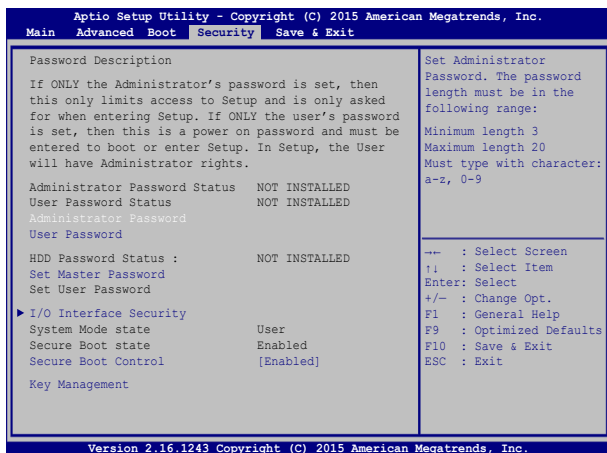 Aptio Setup Utility - Copyright (C) 2015 American Megatrends, Inc.
Main Advanced Boot Security Save & Exit
Password Description
If ONLY the Administrator's password is set, then
this only limits access to Setup and is only asked
for when entering Setup. If ONLY the user's password
is set, then this is a power on password and must be
entered to boot or enter Setup. In Setup, the User
will have Administrator rights.
Administrator Password Status NOT INSTALLED
User Password Status NOT INSTALLED
Administrator Password
User Password
HDD Password Status : NOT INSTALLED
Set Master Password
Set User Password
I/O Interface Security
System Mode state User
Secure Boot state Enabled
Secure Boot Control [Enabled]
Key Management
Set Administrator
Password. The password
length must be in the
following range:
Minimum length 3
Maximum length 20
Must type with character:
a-z, 0-9
→← : Select Screen
↑↓ : Select Item
Enter: Select
+/— : Change Opt.
F1 : General Help
F9 : Optimized Defaults
F10 : Save & Exit
ESC : Exit
Version 2.16.1243 Copyright (C) 2015 American Megatrends, Inc.